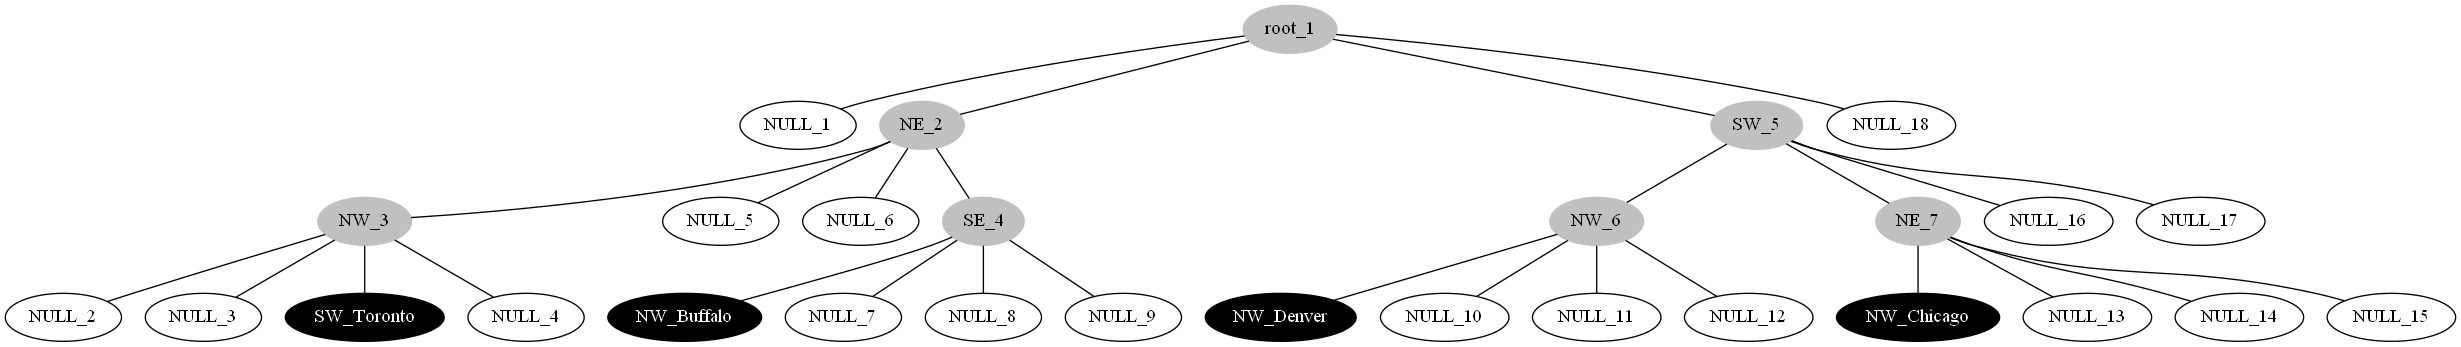 root_1
NULL_1
NE_2
SW_5
NULL_18
NW_3
NULL_5
NULL_6
SE_4
NW_6
NE_7
NULL_16
NULL_17
NULL_2
NULL_3
SW_Toronto
NULL_4
NW_Buffalo
NULL_7
NULL_8
NULL_9
NW_Denver
NULL_10
NULL_11
NULL_12
NW_Chicago
NULL_13
NULL_14
NULL_15